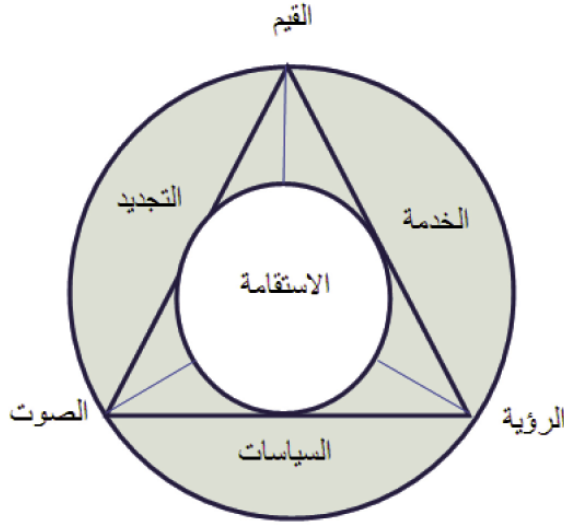 القيم
الخدمة
التجديد
الاستقامة
الرؤية
الصوت
السياسات